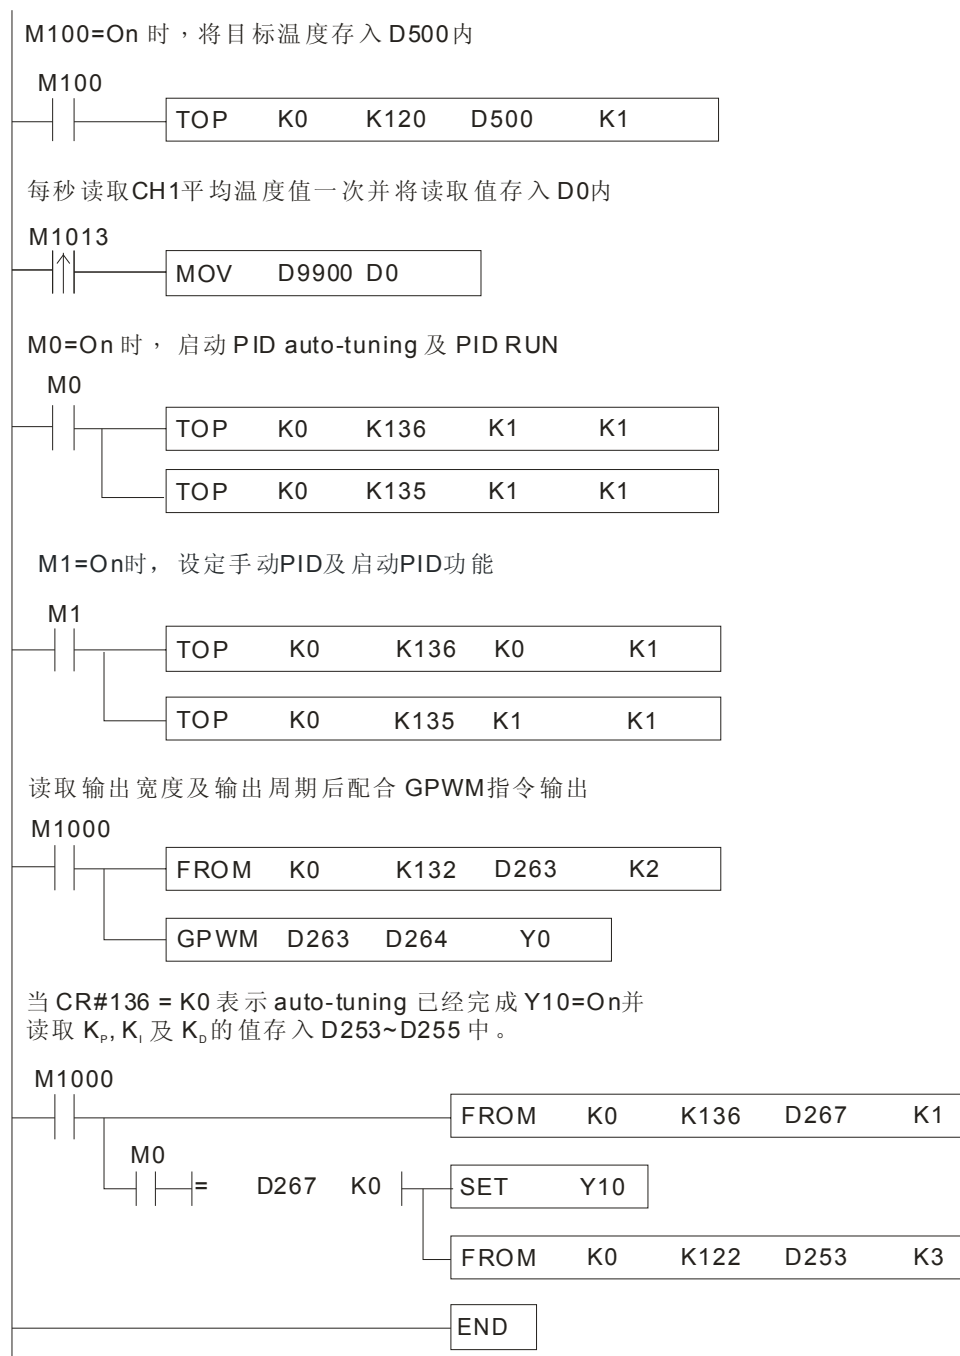 M100=On 时，将目标温度存入 D500内
M100
TOP K0 K120 D500 K1
每秒读取CH1平均温度值一次并将读取值存入 D0内
M1013
MOV D9900 D0
M0=On 时， 启动 PID auto-tuning 及 PID RUN
M0
TOP K0 K136 K1 K1
TOP K0 K135 K1 K1
M1=On时， 设定手动PID及启动PID功能
M1
TOP K0 K136 K0 K1
TOP K0 K135 K1 K1
读取输出宽度及输出周期后配合 GPWM指令输出
M1000
FROM K0 K132 D263 K2
GPWM D263 D264 Y0
当 CR#136 = K0 表示 auto-tuning 已经完成 Y10=On并
读取 KP, KI 及 KD的值存入 D253~D255 中。
M1000
FROM K0 K136 D267 K1
M0
= D267 K0
SET Y10
FROM K0 K122 D253 K3
END